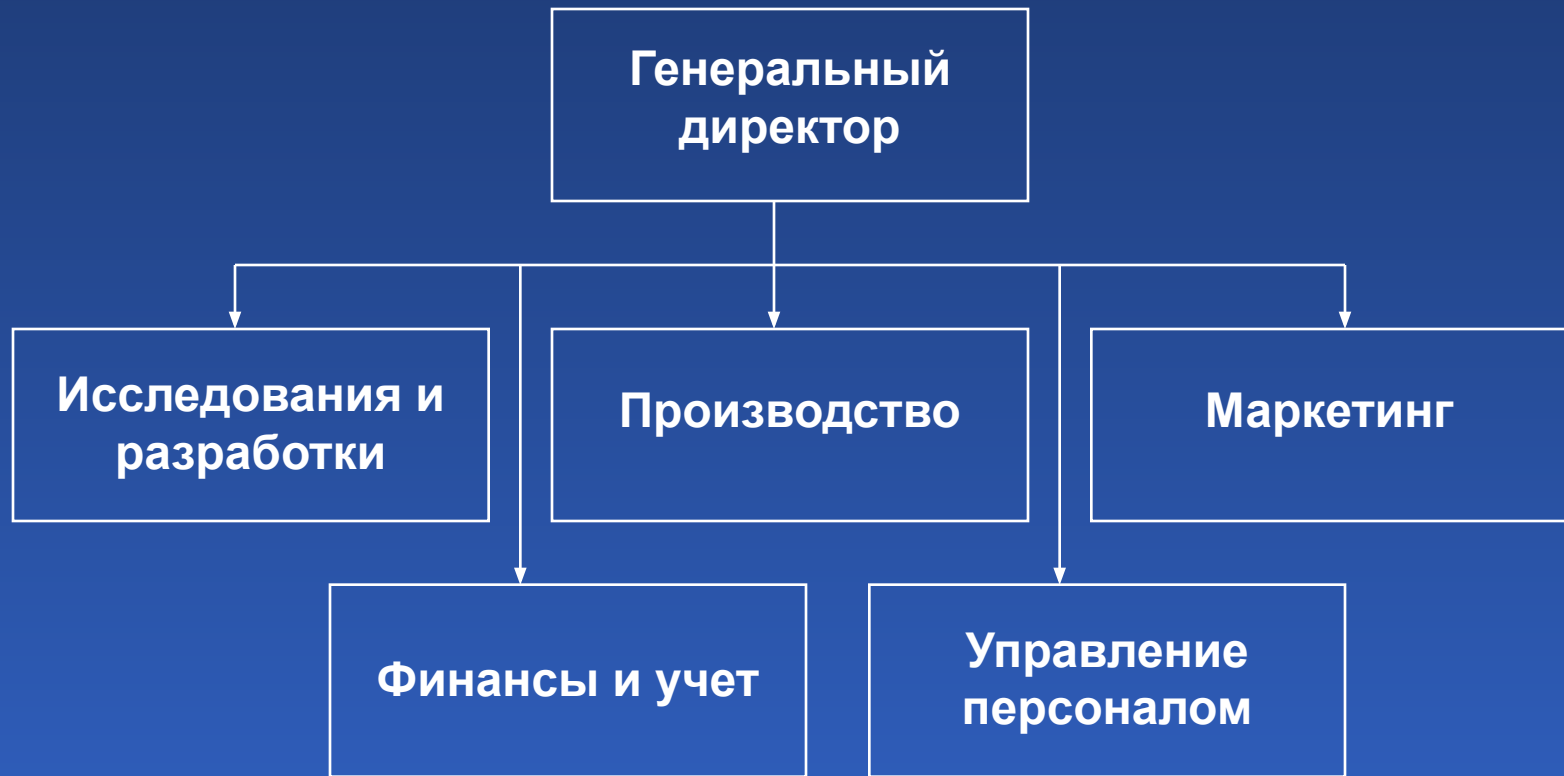 Генеральный
директор
Исследования и
разработки
Производство
Маркетинг
Финансы и учет
Управление
персоналом